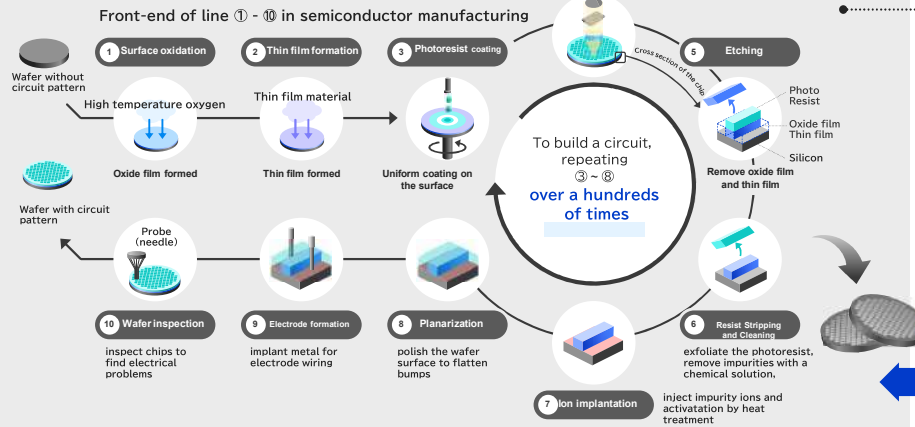 Front-end of line ① - ⑩ in semiconductor manufacturing
Wafer without
circuit pattern
1 Surface oxidation
High temperature oxygen
Oxide film formed
2 Thin film formation
Thin film material
Thin film formed
3 Photoresist coating
Uniform coating on
the surface
Cross section of the chip
5 Etching
Photo
Resist
Oxide film
Thin film
Silicon
Remove oxide film
and thin film
To build a circuit,
repeating
③ ~ ⑧
over a hundreds
of times
Wafer with circuit
pattern
Probe
(needle)
10 Wafer inspection
inspect chips to
find electrical
problems
9 Electrode formation
implant metal for
electrode wiring
8 Planarization
polish the wafer
surface to flatten
bumps
6 Resist Stripping
and Cleaning
exfoliate the photoresist,
remove impurities with a
chemical solution,
7 Ion implantation
inject impurity ions and
activatation by heat
treatment